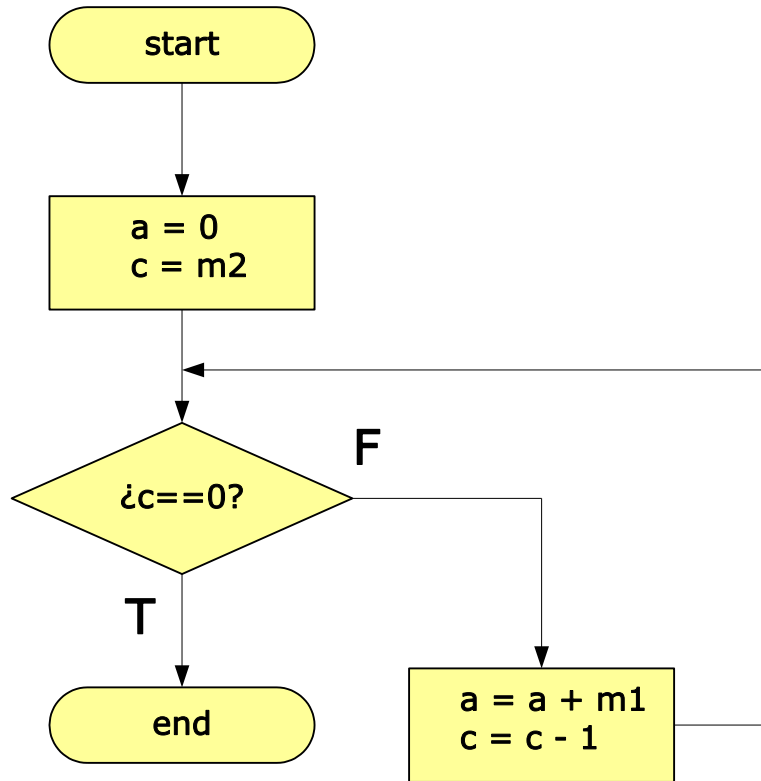 start
a = 0
c = m2
F
¿c==0?
T
end
a = a + m1
c = c - 1